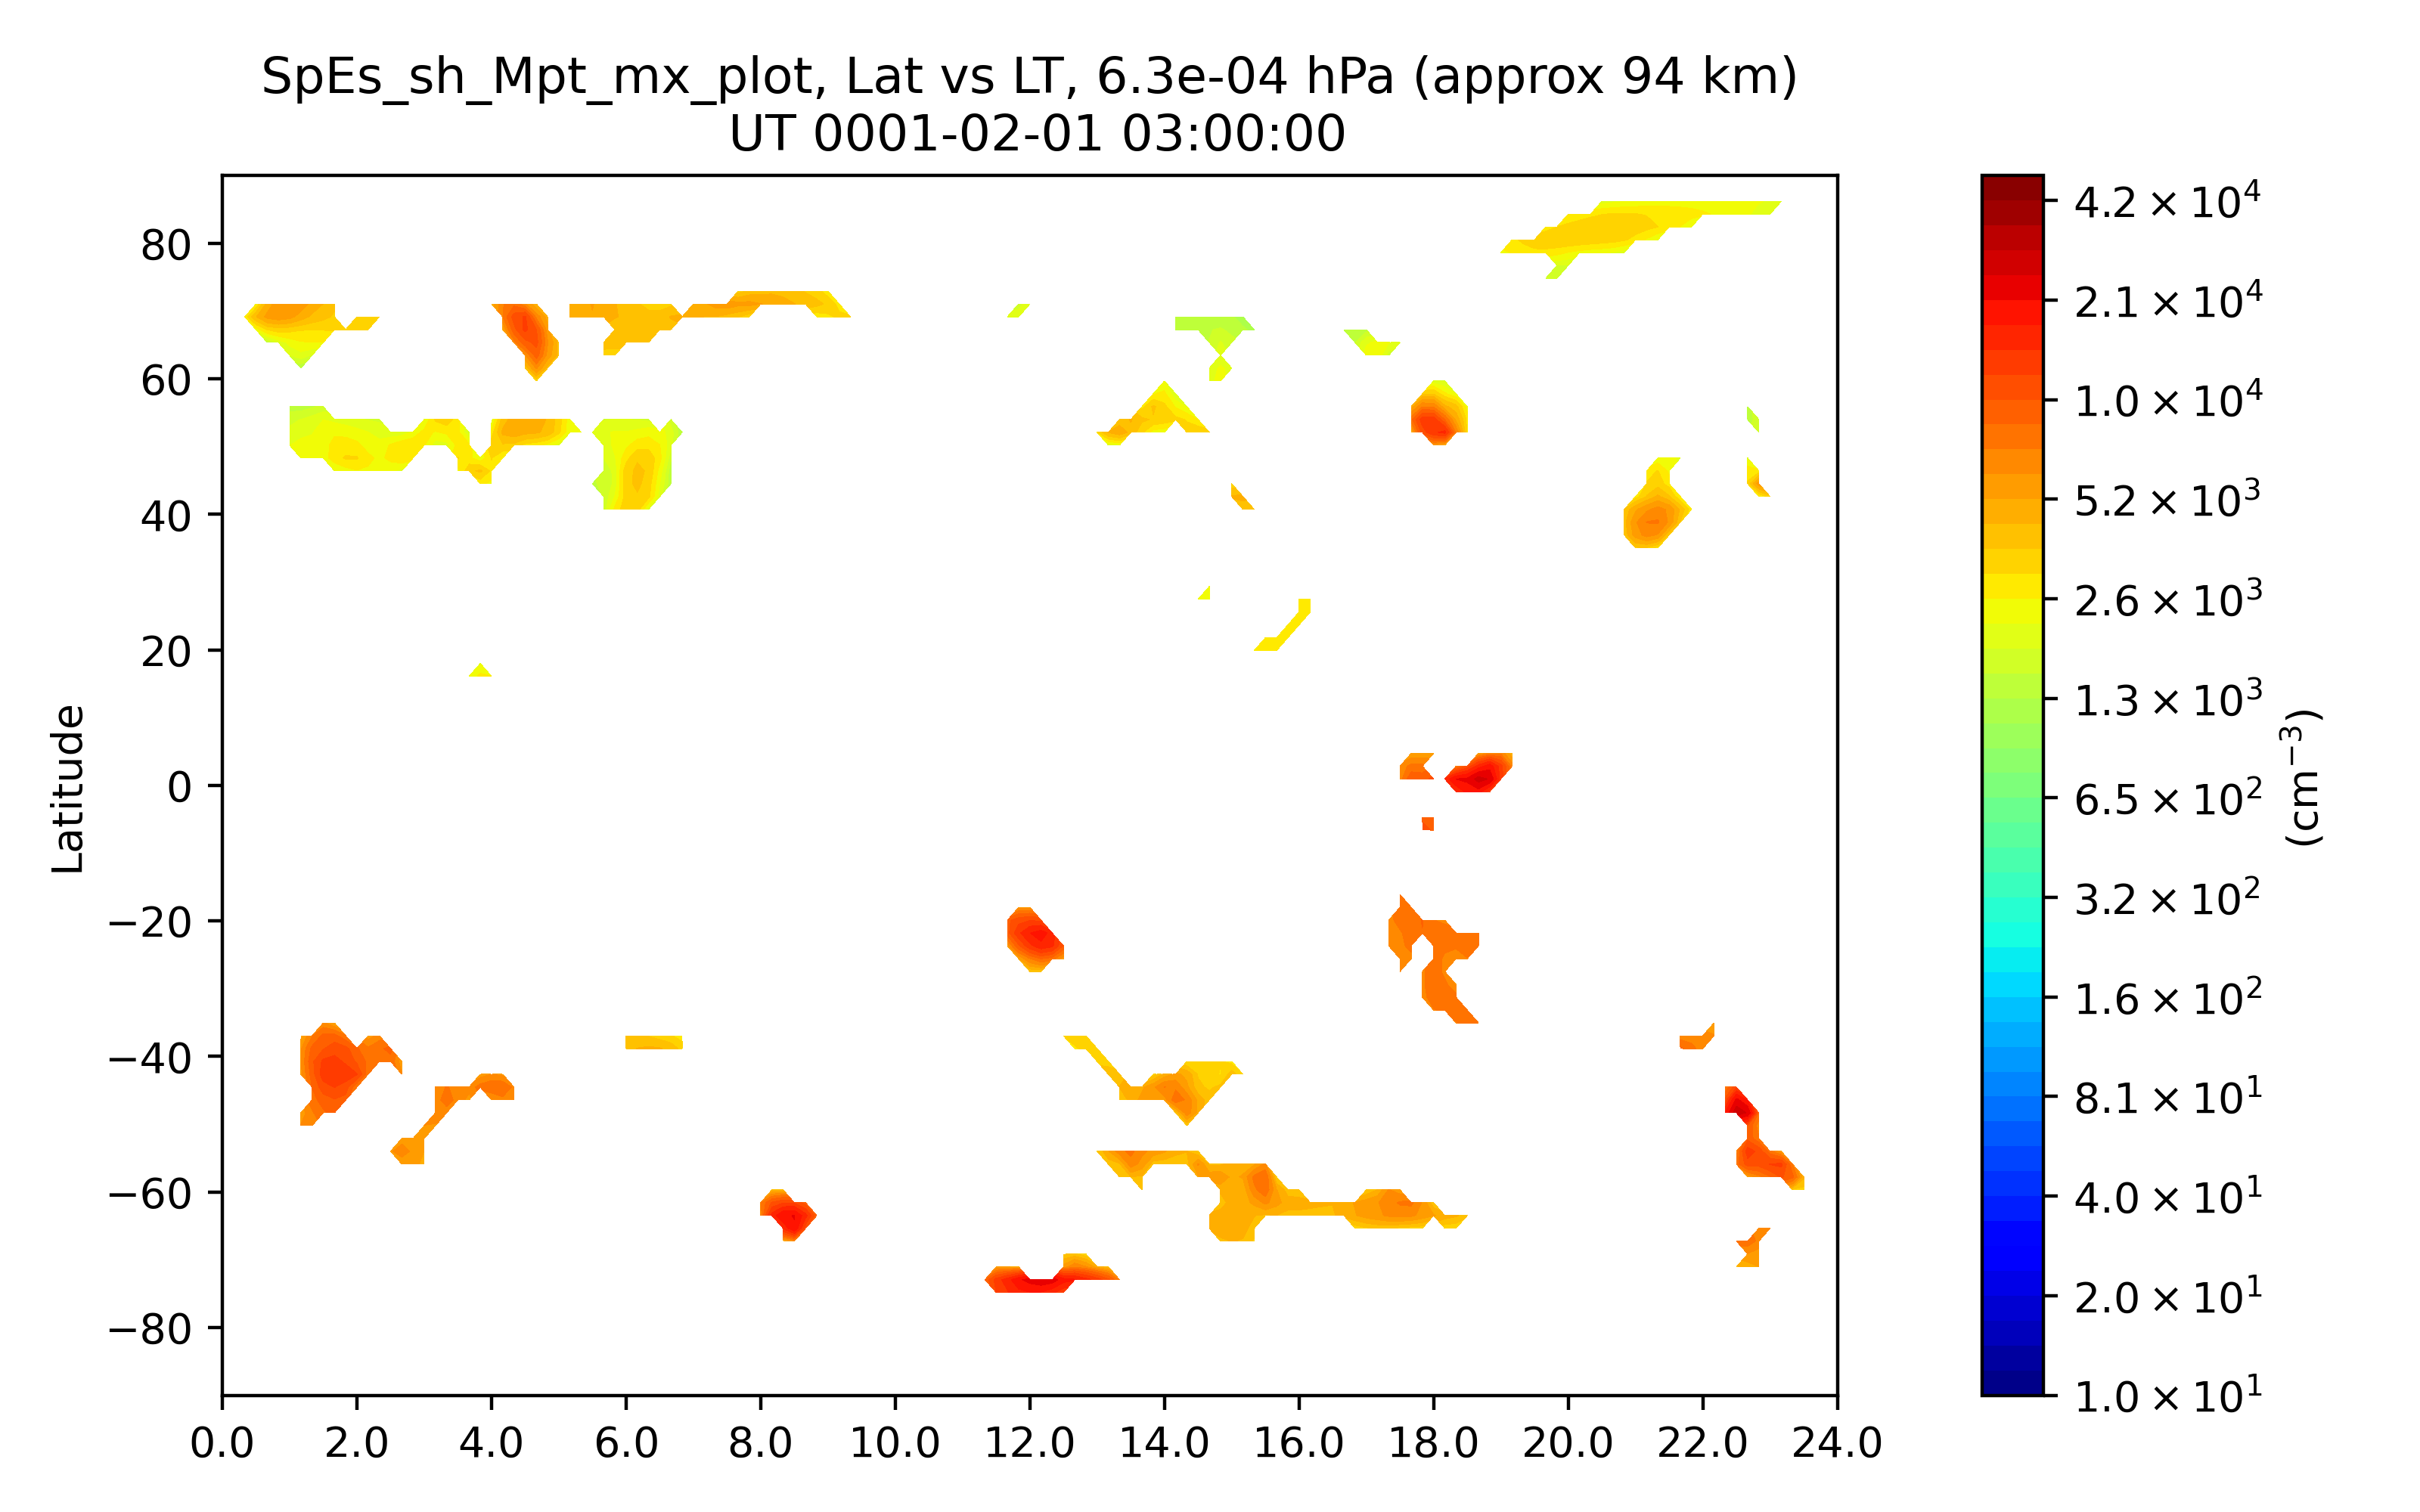 SpEs_sh_Mpt_mx_plot, Lat vs LT, 6.3e-04 hPa (approx 94 km)
UT 0001-02-01 03:00:00
Latitude
80
60
40
20
0
−20
−40
−60
−80
0.0 2.0 4.0 6.0 8.0 10.0 12.0 14.0 16.0 18.0 20.0 22.0 24.0
4.2 × 10⁴
2.1 × 10⁴
1.0 × 10⁴
5.2 × 10³
2.6 × 10³
1.3 × 10³
6.5 × 10²
3.2 × 10²
1.6 × 10²
8.1 × 10¹
4.0 × 10¹
2.0 × 10¹
1.0 × 10¹
(cm⁻³)